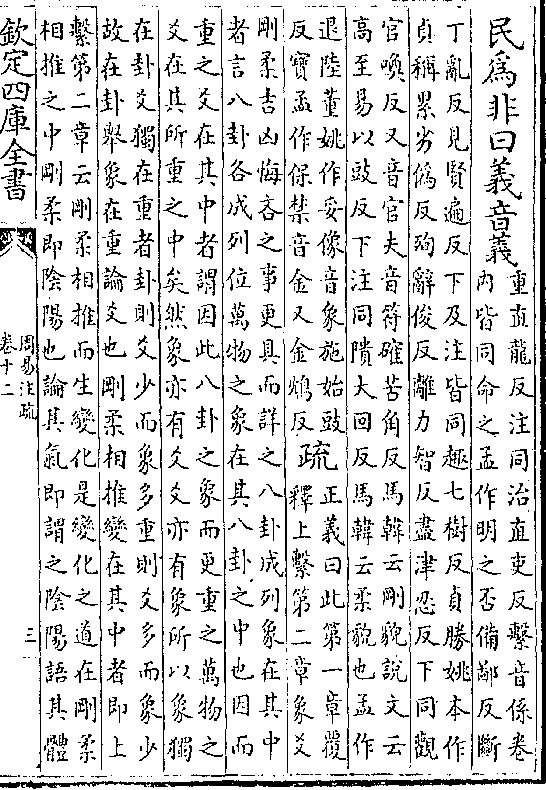 民為非曰義音義
重直龍反注同治直吏反繫音係卷
内皆同命之孟作明之否備鄙反斷
丁亂反見賢遍反下及注皆同趣七樹反貞勝姚本作
貞稱累劣偽反殉辭俊反離力智反盡津忍反下同觀
官喚反又音官夫音符確苦角反馬韓云剛貌說文云
高至易以豉反下注同隤大回反馬韓云柔貌也孟作
退陸董姚作妥像音象施始豉
反寶孟作保禁音金又金鴆反
疏
正義曰此第一章覆
釋上繫第二章象爻
剛柔吉凶悔吝之事更具而詳之八卦成列象在其中
者言八卦各成列位萬物之象在其八卦之中也因而
重之爻在其中者謂因此八卦之象而更重之萬物之
爻在其所重之中矣然象亦有爻爻亦有象所以象獨
在卦爻獨在重者卦則爻少而象多重則爻多而象少
故在卦舉象在重論爻也剛柔相推變在其中者即上
繫第二章云剛柔相推而生變化是變化之道在剛柔
相推之中剛柔即陰陽也論其氣即謂之陰陽語其體
欽定四庫全書
周易注疏
卷十二
三